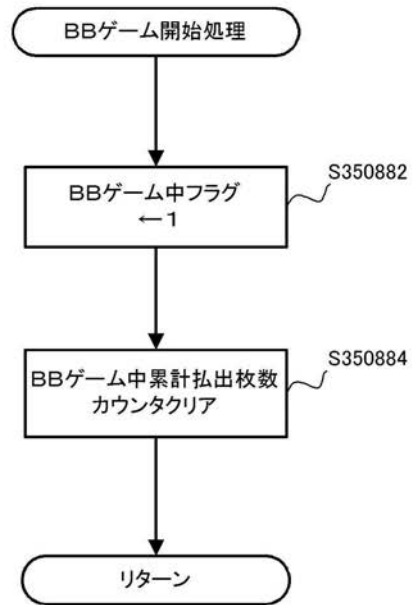 BBゲーム開始処理
S350882
BBゲーム中フラグ
←1
S350884
BBゲーム中累計払出枚数
カウンタクリア
リターン